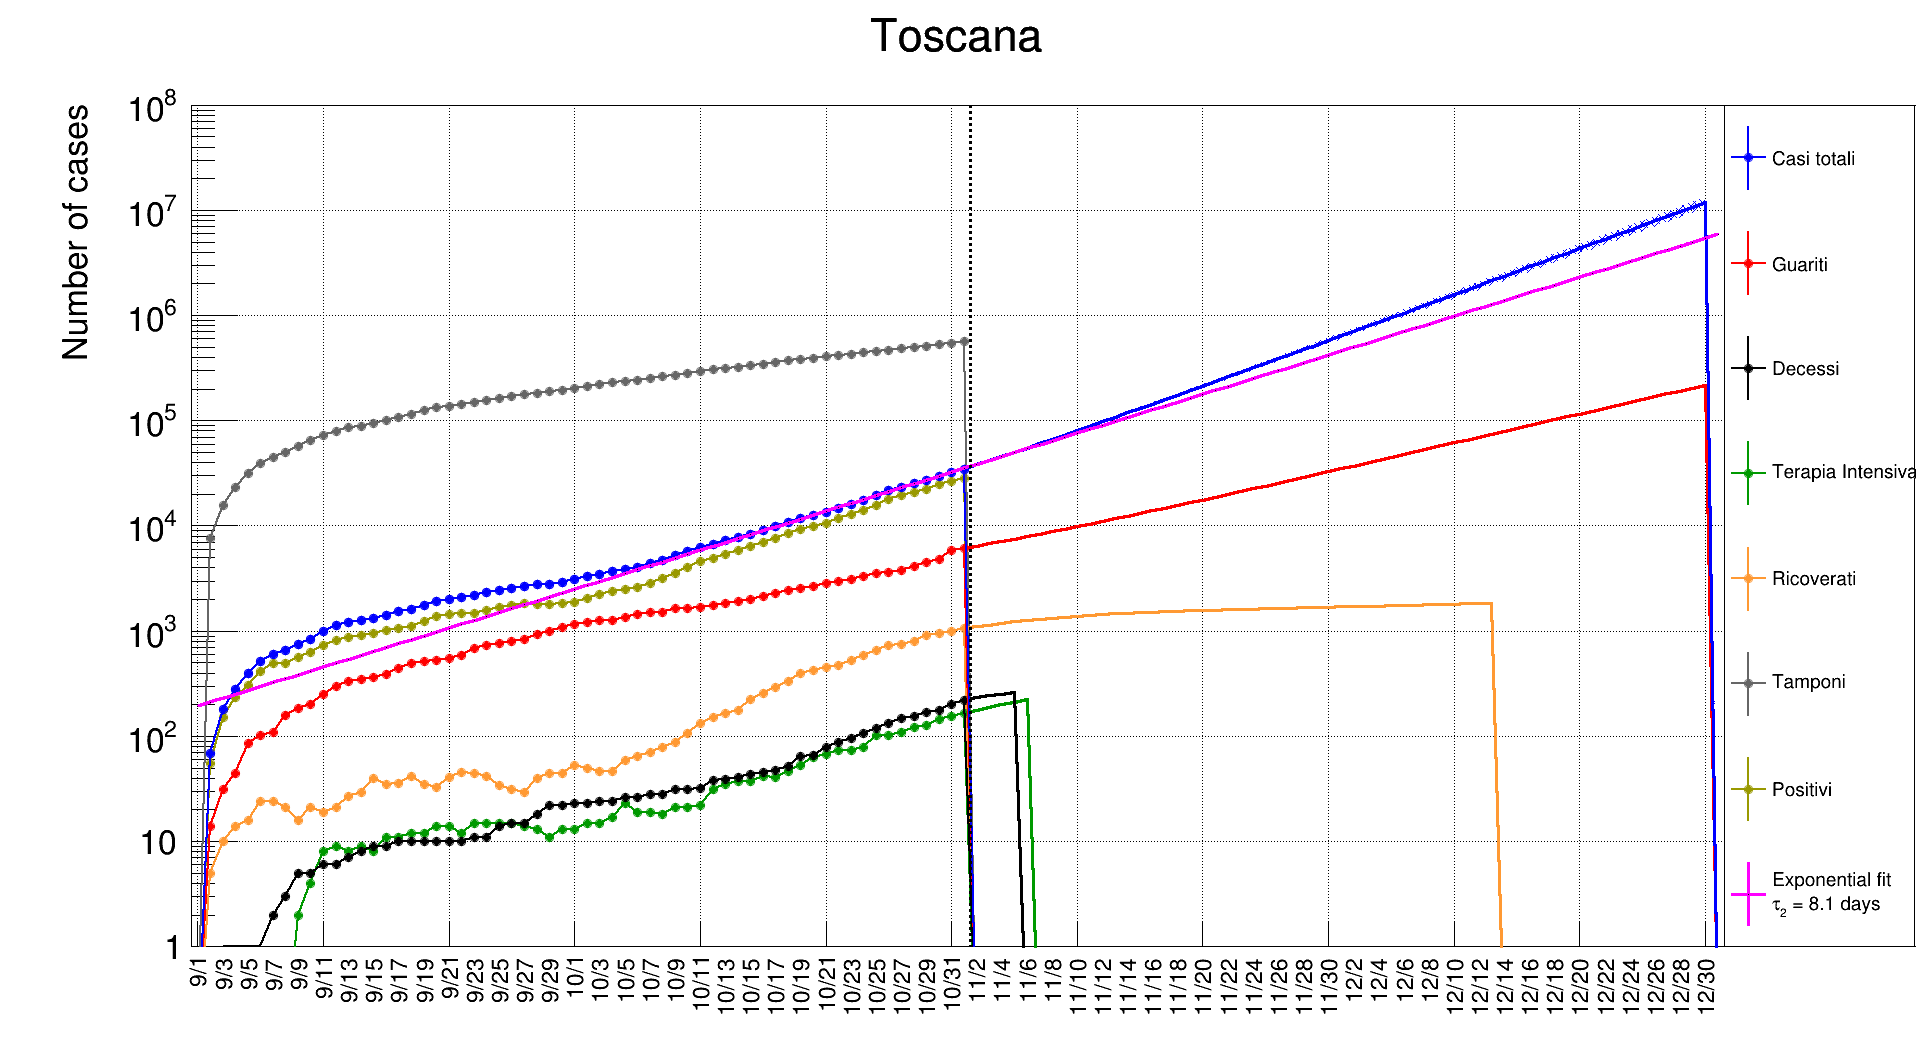 Toscana
Number of cases
10^8
10^7
10^6
10^5
10^4
10^3
10^2
10
1
9/1 9/3 9/5 9/7 9/9 9/11 9/13 9/15 9/17 9/19 9/21 9/23 9/25 9/27 9/29 10/1 10/3 10/5 10/7 10/9 10/11 10/13 10/15 10/17 10/19 10/21 10/23 10/25 10/27 10/29 10/31 11/2 11/4 11/6 11/8 11/10 11/12 11/14 11/16 11/18 11/20 11/22 11/24 11/26 11/28 11/30 12/2 12/4 12/6 12/8 12/10 12/12 12/14 12/16 12/18 12/20 12/22 12/24 12/26 12/28 12/30
Casi totali
Guariti
Decessi
Terapia Intensiva
Ricoverati
Tamponi
Positivi
Exponential fit
τ₂ = 8.1 days